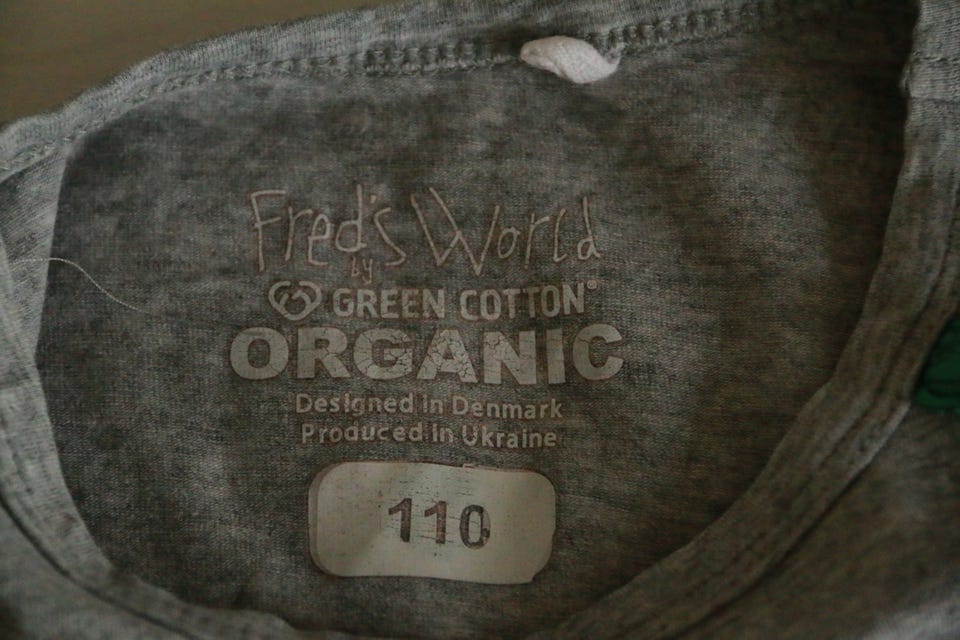 Fred's World
by
GREEN COTTON®
ORGANIC
Designed in Denmark
Produced in Ukraine
110